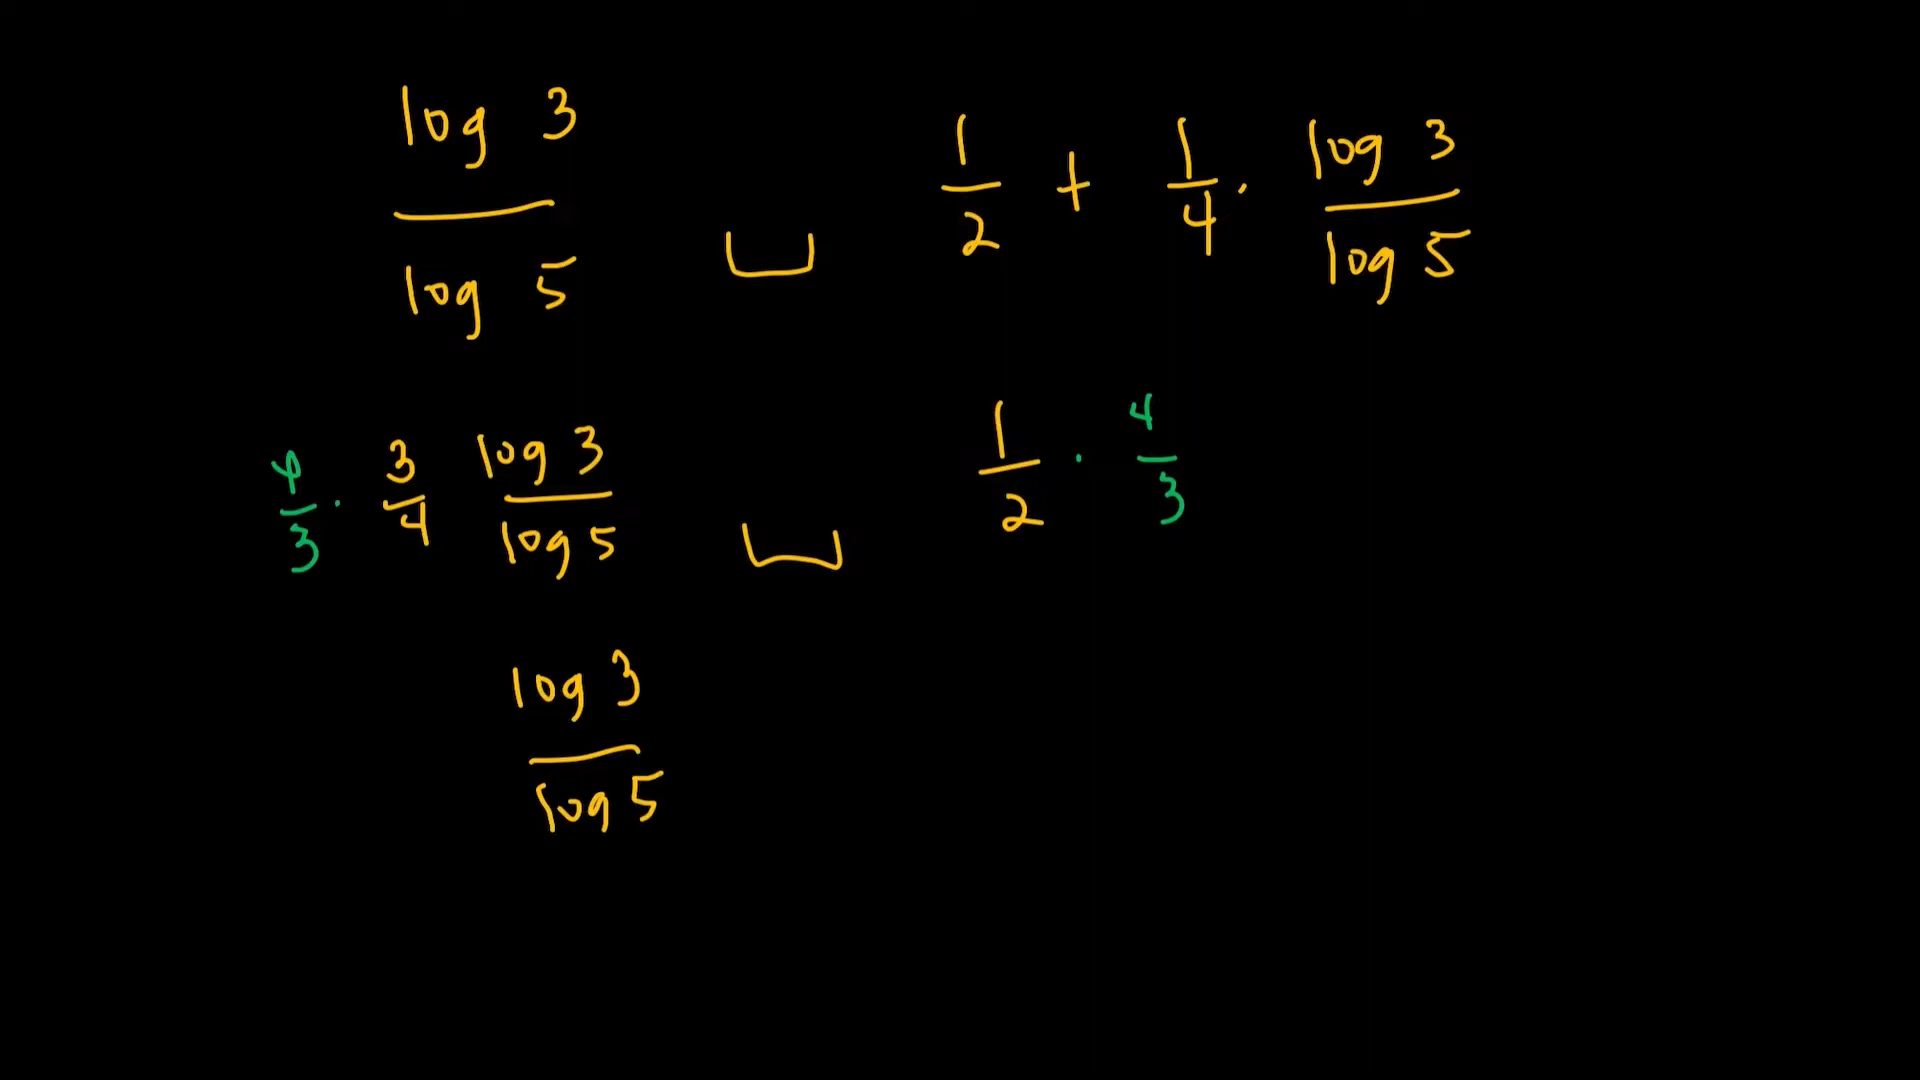 log 3 / log 5 ⊔ 1/2 + 1/4 · log 3 / log 5
4/3 · 3/4 log 3 / log 5 ⊔ 1/2 · 4/3
log 3 / log 5